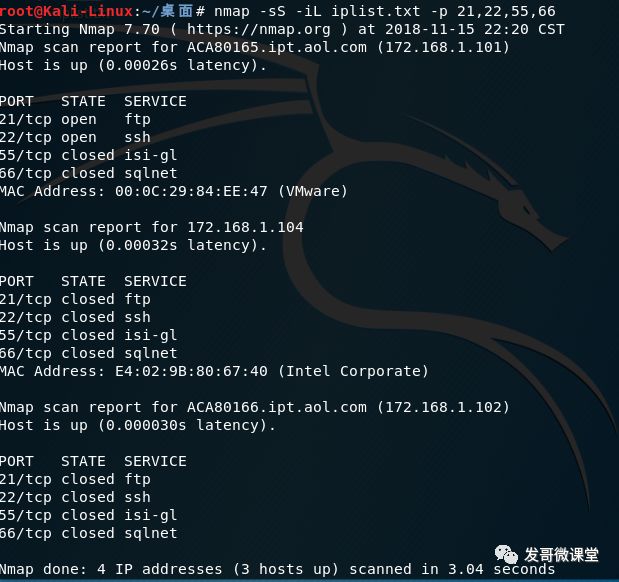 root@Kali-Linux:~/桌面# nmap -sS -iL iplist.txt -p 21,22,55,66
Starting Nmap 7.70 ( https://nmap.org ) at 2018-11-15 22:20 CST
Nmap scan report for ACA80165.ipt.aol.com (172.168.1.101)
Host is up (0.00026s latency).
PORT   STATE  SERVICE
21/tcp open   ftp
22/tcp open   ssh
55/tcp closed isi-gl
66/tcp closed sqlnet
MAC Address: 00:0C:29:84:EE:47 (VMware)
Nmap scan report for 172.168.1.104
Host is up (0.00032s latency).
PORT   STATE  SERVICE
21/tcp closed ftp
22/tcp closed ssh
55/tcp closed isi-gl
66/tcp closed sqlnet
MAC Address: E4:02:9B:80:67:40 (Intel Corporate)
Nmap scan report for ACA80166.ipt.aol.com (172.168.1.102)
Host is up (0.000030s latency).
PORT   STATE  SERVICE
21/tcp closed ftp
22/tcp closed ssh
55/tcp closed isi-gl
66/tcp closed sqlnet
发哥微课堂
Nmap done: 4 IP addresses (3 hosts up) scanned in 3.04 seconds